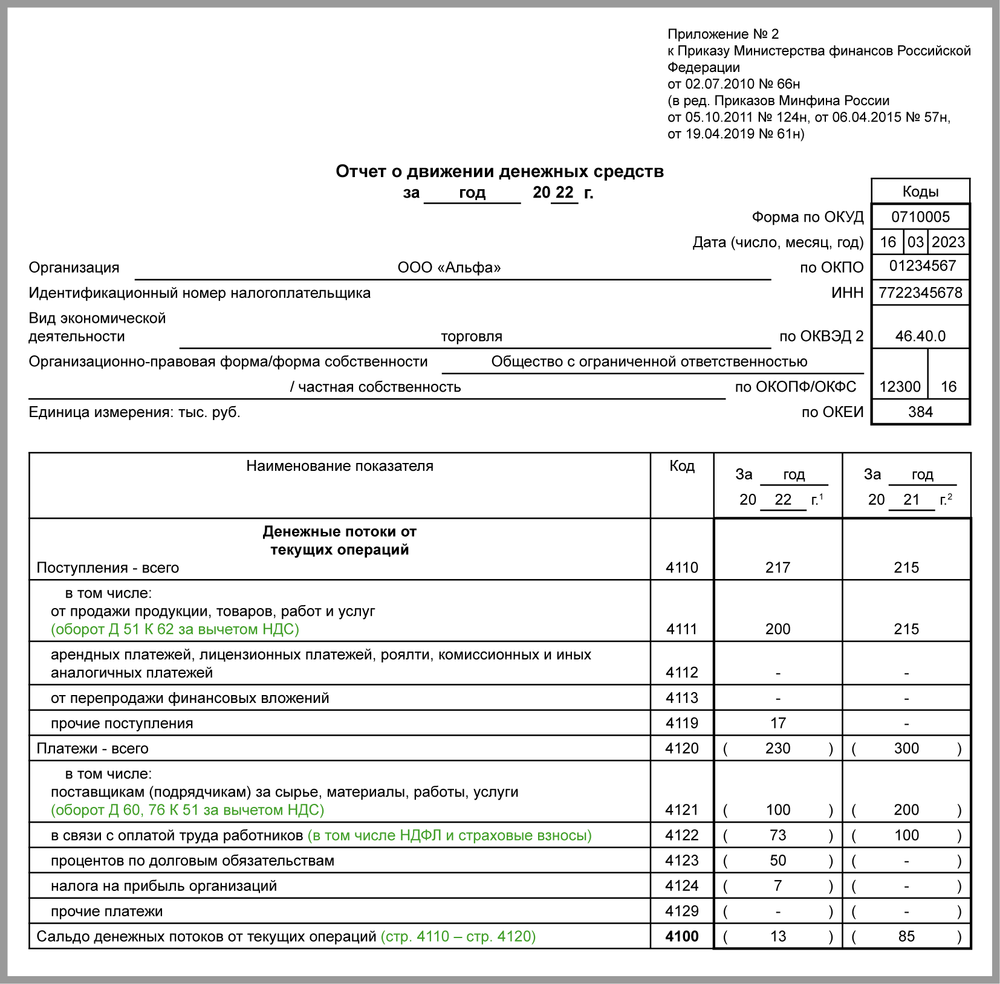 Приложение № 2
к Приказу Министерства финансов Российской
Федерации
от 02.07.2010 № 66н
(в ред. Приказов Минфина России
от 05.10.2011 № 124н, от 06.04.2015 № 57н,
от 19.04.2019 № 61н)
Отчет о движении денежных средств
за год 20 22 г.
Коды
Форма по ОКУД 0710005
Дата (число, месяц, год) 16 03 2023
Организация ООО «Альфа» по ОКПО 01234567
Идентификационный номер налогоплательщика ИНН 7722345678
Вид экономической
деятельности торговля по ОКВЭД 2 46.40.0
Организационно-правовая форма/форма собственности Общество с ограниченной ответственностью
/ частная собственность по ОКОПФ/ОКФС 12300 16
Единица измерения: тыс. руб. по ОКЕИ 384
Наименование показателя Код За год За год
20 22 г.¹ 20 21 г.²
Денежные потоки от
текущих операций
Поступления - всего 4110 217 215
в том числе:
от продажи продукции, товаров, работ и услуг
(оборот Д 51 К 62 за вычетом НДС) 4111 200 215
арендных платежей, лицензионных платежей, роялти, комиссионных и иных
аналогичных платежей 4112 - -
от перепродажи финансовых вложений 4113 - -
прочие поступления 4119 17 -
Платежи - всего 4120 ( 230 ) ( 300 )
в том числе:
поставщикам (подрядчикам) за сырье, материалы, работы, услуги
(оборот Д 60, 76 К 51 за вычетом НДС) 4121 ( 100 ) ( 200 )
в связи с оплатой труда работников (в том числе НДФЛ и страховые взносы) 4122 ( 73 ) ( 100 )
процентов по долговым обязательствам 4123 ( 50 ) ( - )
налога на прибыль организаций 4124 ( 7 ) ( - )
прочие платежи 4129 ( - ) ( - )
Сальдо денежных потоков от текущих операций (стр. 4110 – стр. 4120) 4100 ( 13 ) ( 85 )